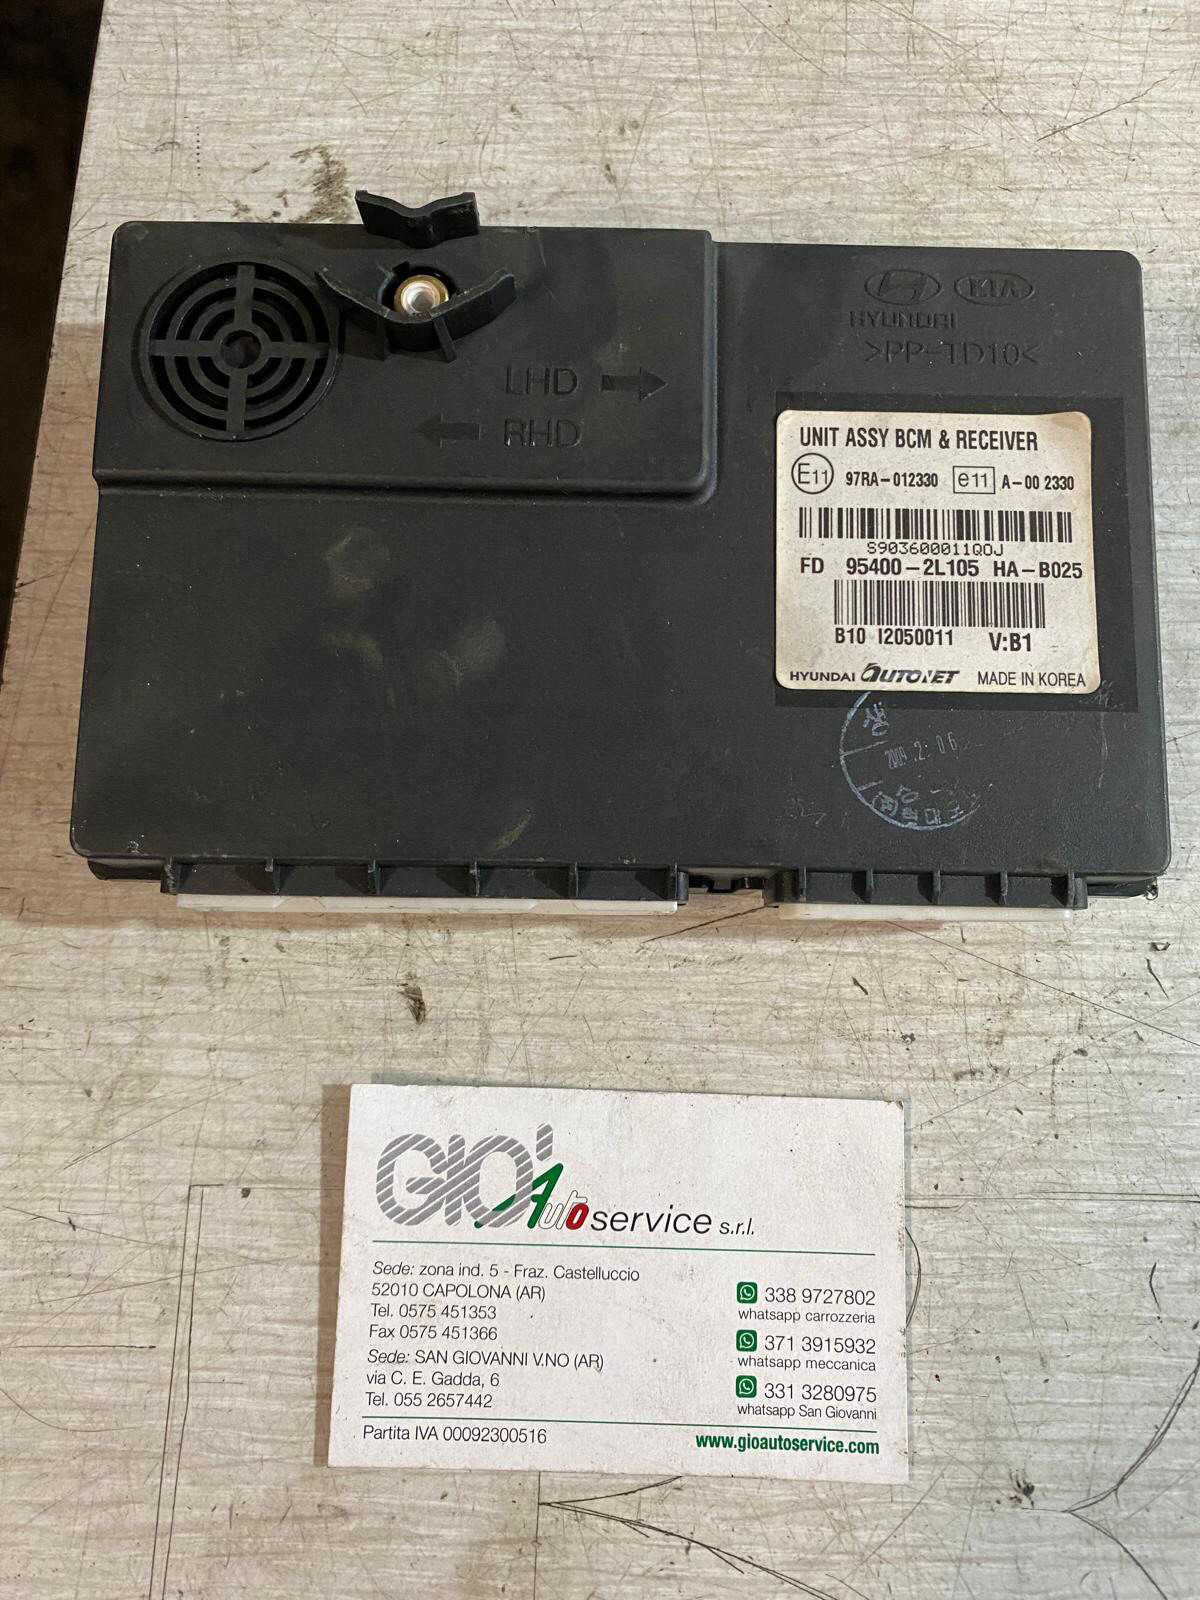 HYUNDAI
KIA
>PP-TD10<
LHD
RHD
UNIT ASSY BCM & RECEIVER
E11 97RA-012330 e11 A-00 2330
S903600011QOJ
FD 95400-2L105 HA-B025
B10 I2050011 V:B1
HYUNDAI AUTONET MADE IN KOREA
2009. 2. 06
GIO' Auto service s.r.l.
Sede: zona ind. 5 - Fraz. Castelluccio
52010 CAPOLONA (AR)
Tel. 0575 451353
Fax 0575 451366
Sede: SAN GIOVANNI V.NO (AR)
via C. E. Gadda, 6
Tel. 055 2657442
338 9727802
whatsapp carrozzeria
371 3915932
whatsapp meccanica
331 3280975
whatsapp San Giovanni
Partita IVA 00092300516
www.gioautoservice.com